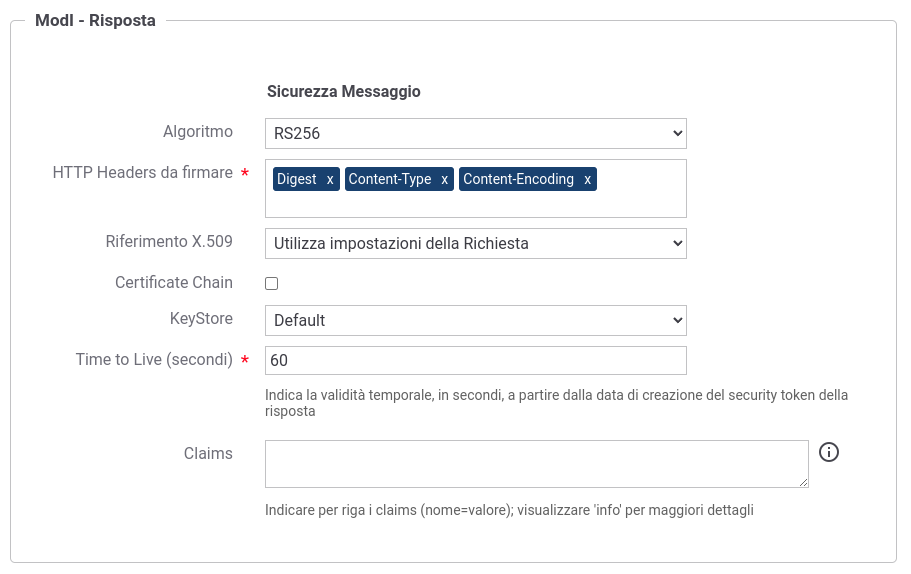 ModI - Risposta
Sicurezza Messaggio
Algoritmo RS256
HTTP Headers da firmare * Digest x Content-Type x Content-Encoding x
Riferimento X.509 Utilizza impostazioni della Richiesta
Certificate Chain
KeyStore Default
Time to Live (secondi) * 60
Indica la validità temporale, in secondi, a partire dalla data di creazione del security token della
risposta
Claims
Indicare per riga i claims (nome=valore); visualizzare 'info' per maggiori dettagli